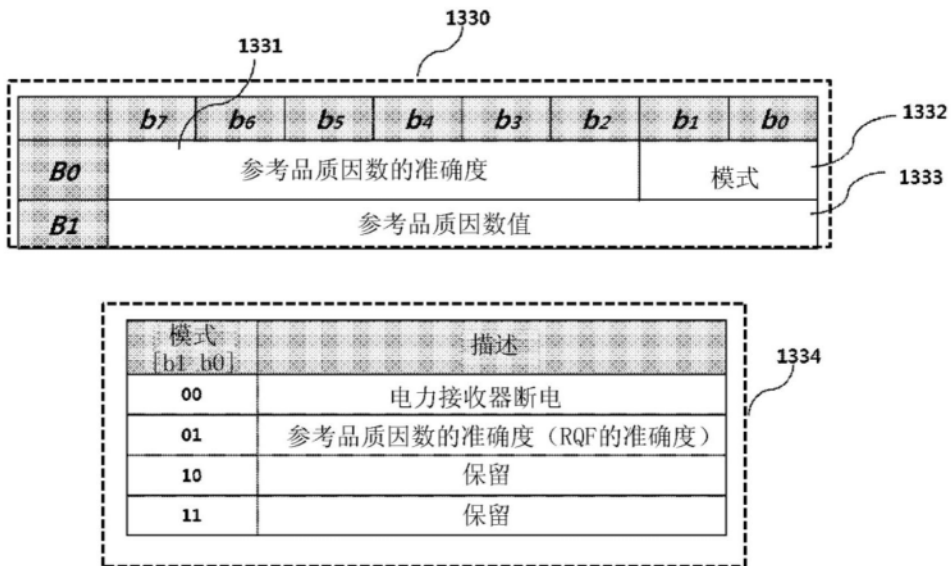 1330
1331
b7 b6 b5 b4 b3 b2 b1 b0
1332
B0 参考品质因数的准确度 模式
1333
B1 参考品质因数值
模式 [b1 b0] 描述
1334
00 电力接收器断电
01 参考品质因数的准确度（RQF的准确度）
10 保留
11 保留